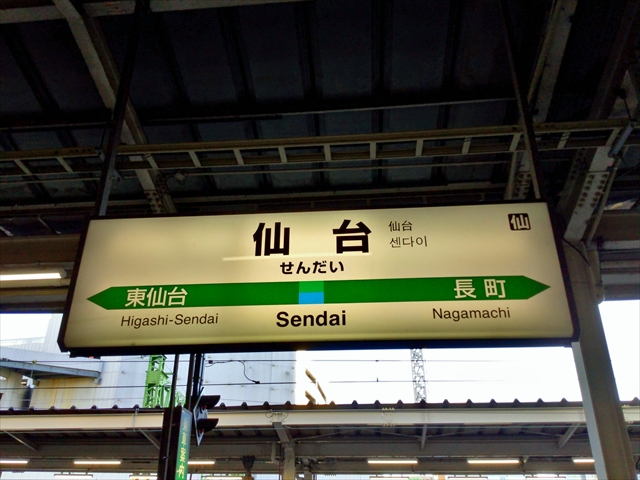 仙台
仙台
센다이
仙
せんだい
東仙台
長町
Higashi-Sendai
Sendai
Nagamachi